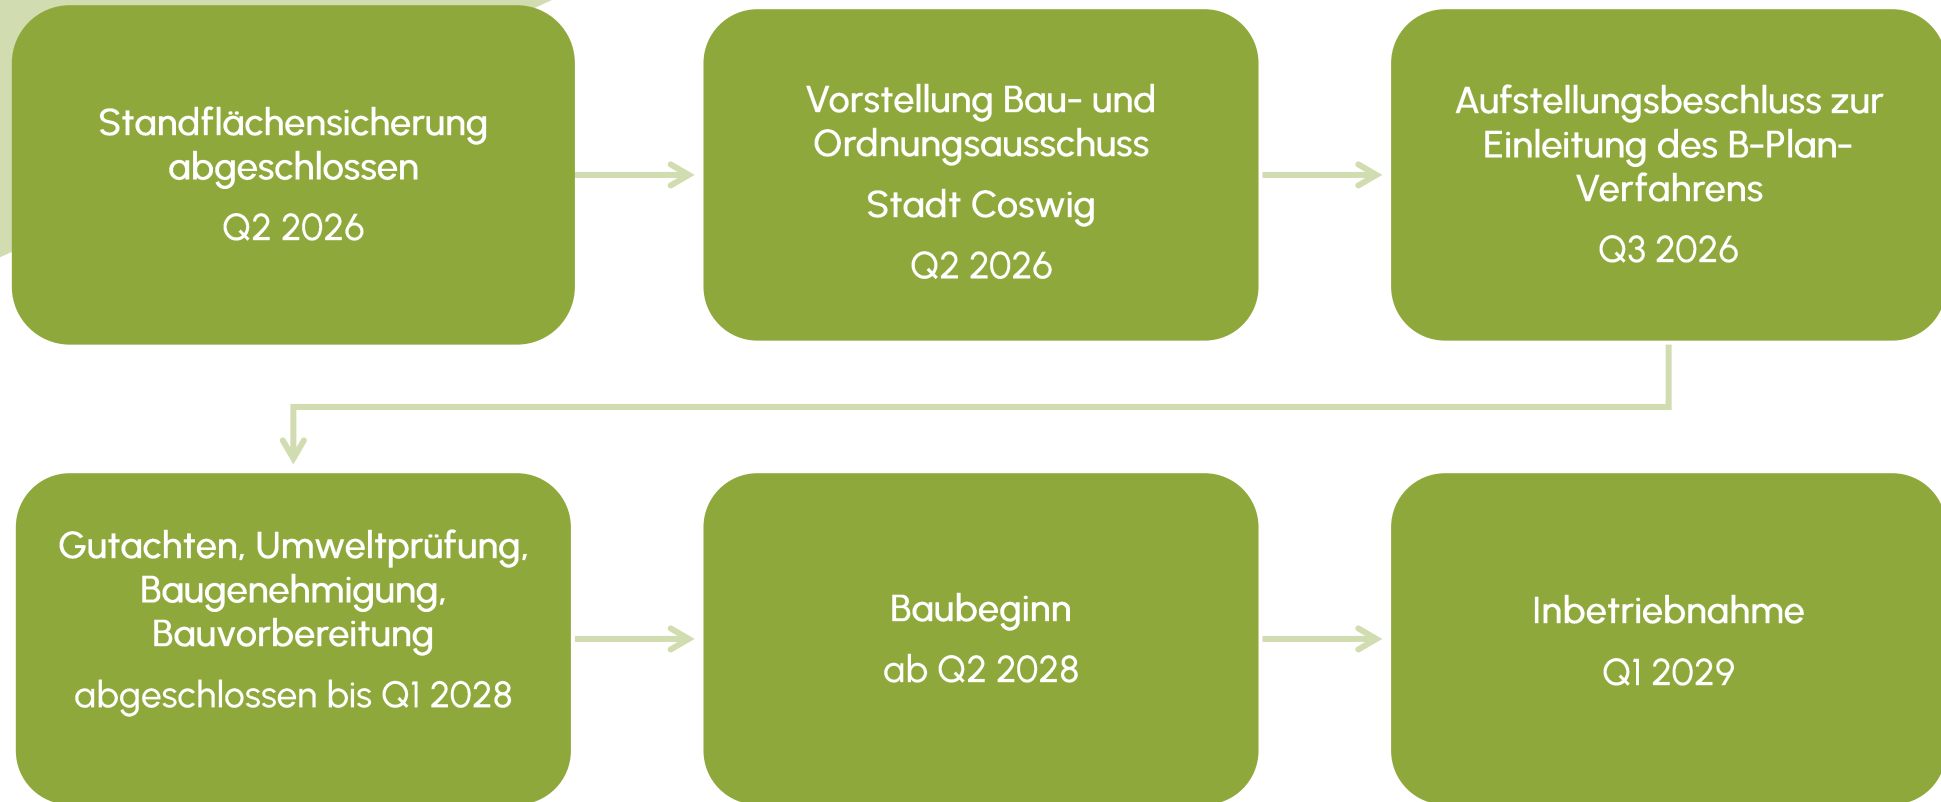 Standflächensicherung
abgeschlossen
Q2 2026
Vorstellung Bau- und
Ordnungsausschuss
Stadt Coswig
Q2 2026
Aufstellungsbeschluss zur
Einleitung des B-Plan-
Verfahrens
Q3 2026
Gutachten, Umweltprüfung,
Baugenehmigung,
Bauvorbereitung
abgeschlossen bis Q1 2028
Baubeginn
ab Q2 2028
Inbetriebnahme
Q1 2029